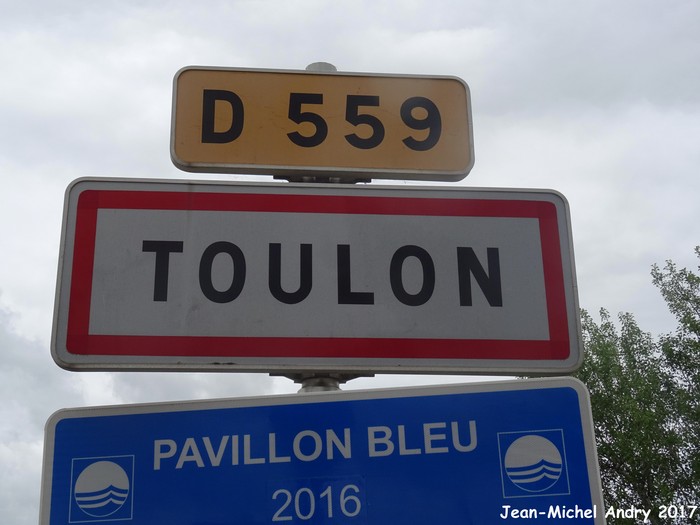 D 559
TOULON
PAVILLON BLEU
2016
Jean-Michel Andry 2017